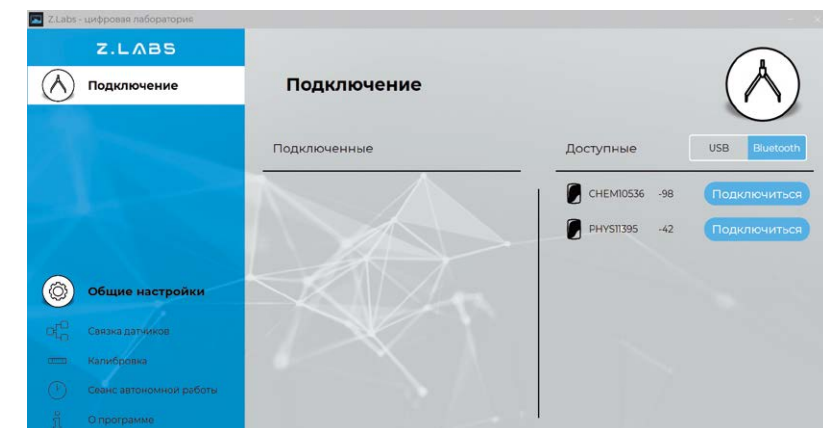 Z.Labs - цифровая лаборатория
Z.LABS
Подключение
Общие настройки
Связка датчиков
Калибровка
Сеанс автономной работы
О программе
Подключение
Подключенные
Доступные
USB Bluetooth
CHEM10536 -98 Подключиться
PHYS11395 -42 Подключиться